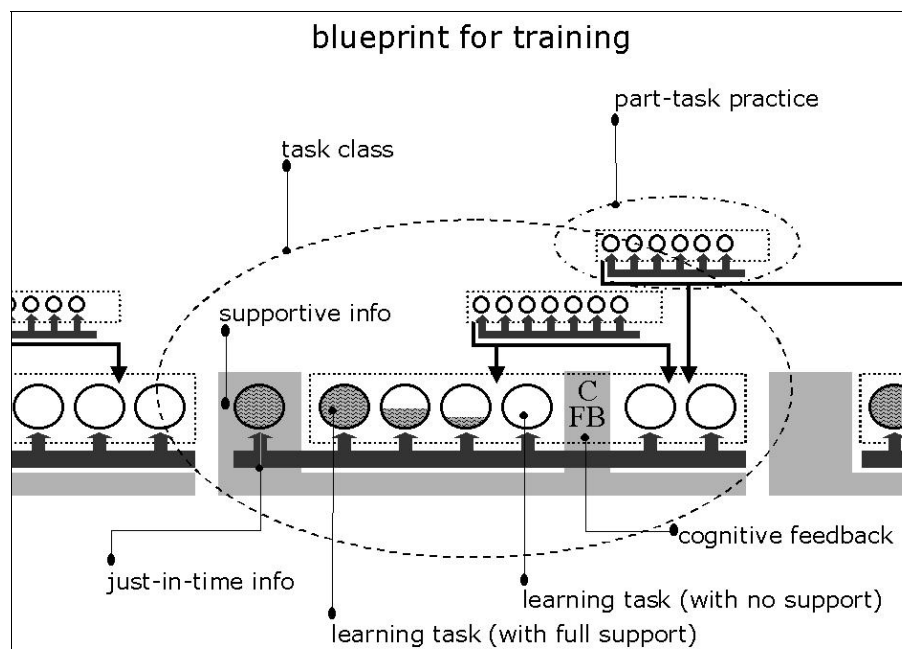 blueprint for training
part-task practice
task class
supportive info
C
FB
cognitive feedback
just-in-time info
learning task (with no support)
learning task (with full support)